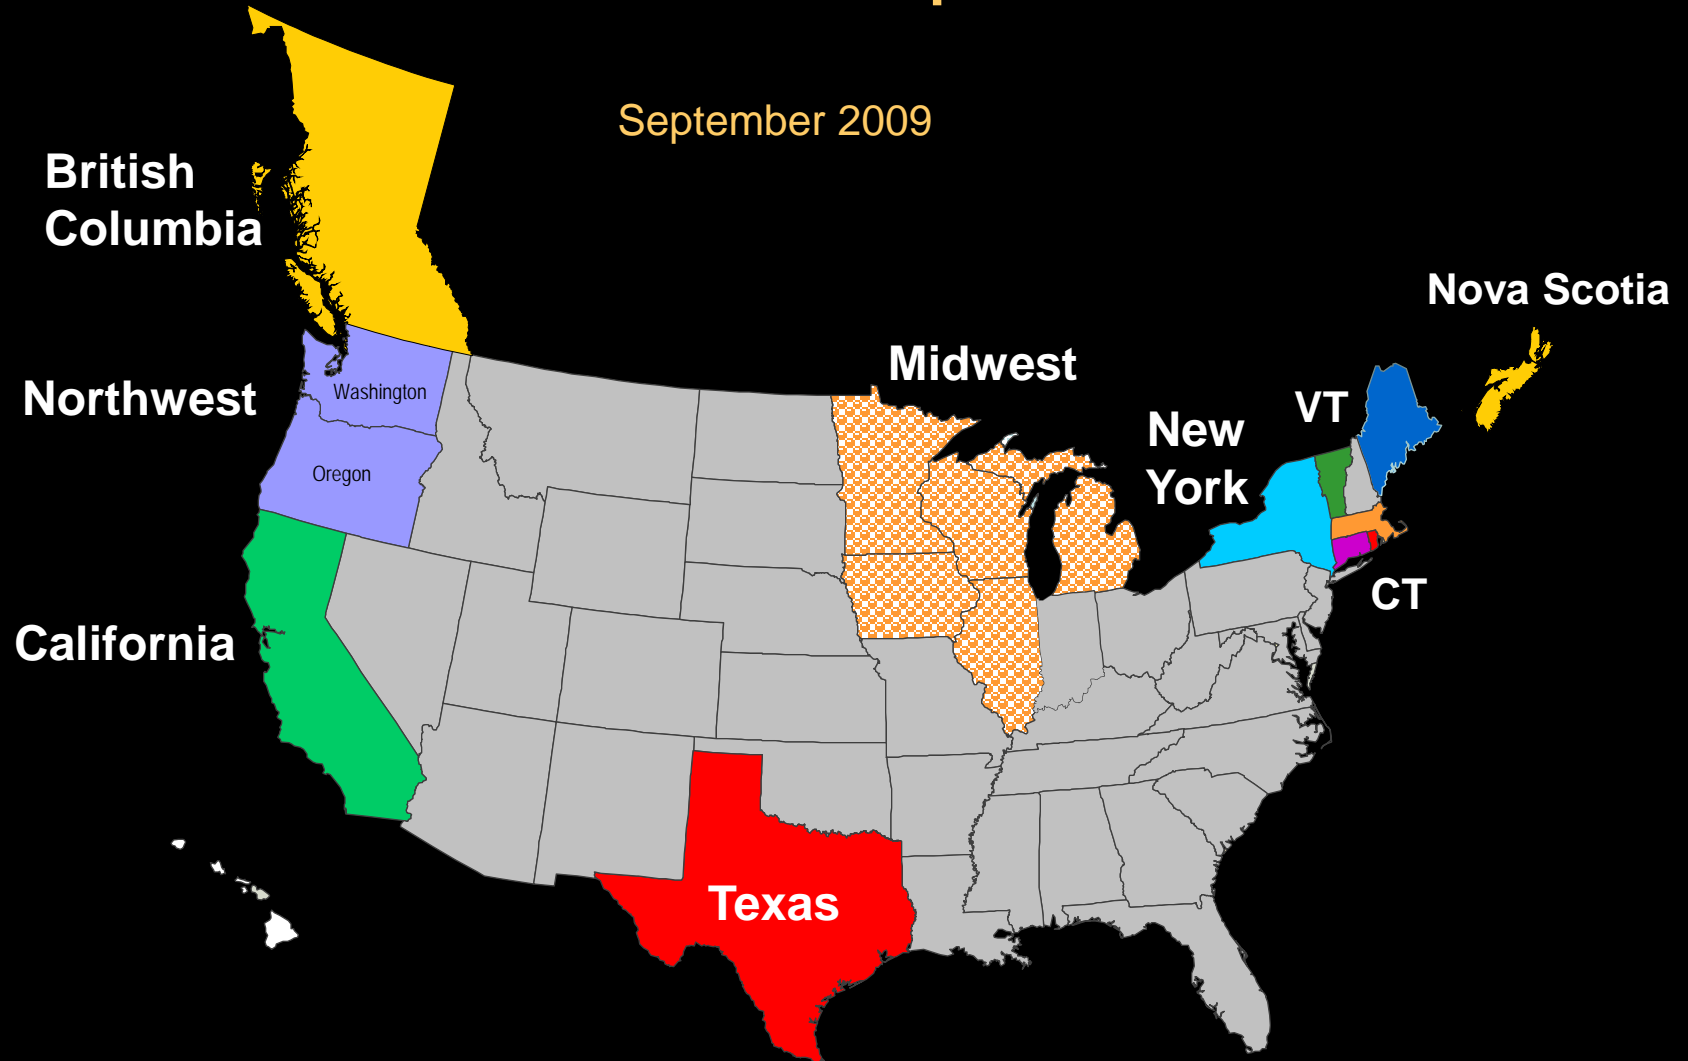 September 2009
British
Columbia
Nova Scotia
Midwest
Northwest
Washington
VT
New
York
Oregon
CT
California
Texas